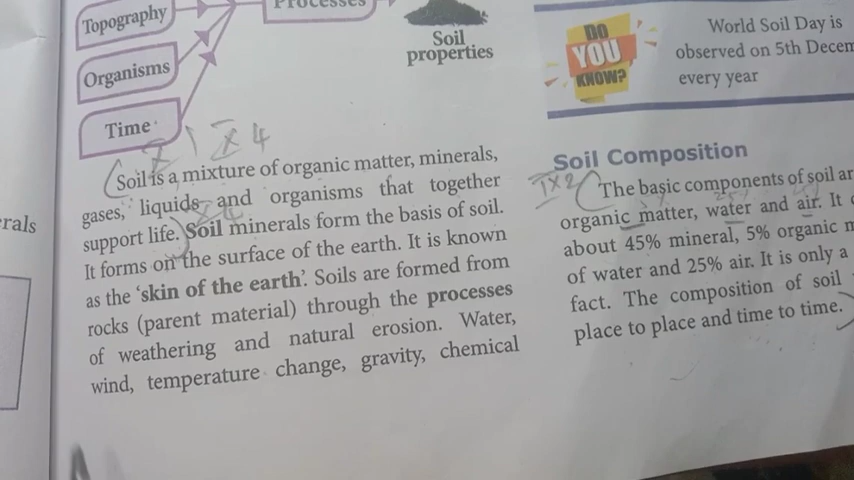 Topography
Processes
Organisms
Time
Soil
properties
DO
YOU
KNOW?
World Soil Day is
observed on 5th Decem
every year
Soil is a mixture of organic matter, minerals,
gases, liquids and organisms that together
support life. Soil minerals form the basis of soil.
It forms on the surface of the earth. It is known
as the ‘skin of the earth’. Soils are formed from
rocks (parent material) through the processes
of weathering and natural erosion. Water,
wind, temperature change, gravity, chemical
Soil Composition
The basic components of soil ar
organic matter, water and air. It c
about 45% mineral, 5% organic m
of water and 25% air. It is only a
fact. The composition of soil
place to place and time to time.
erals